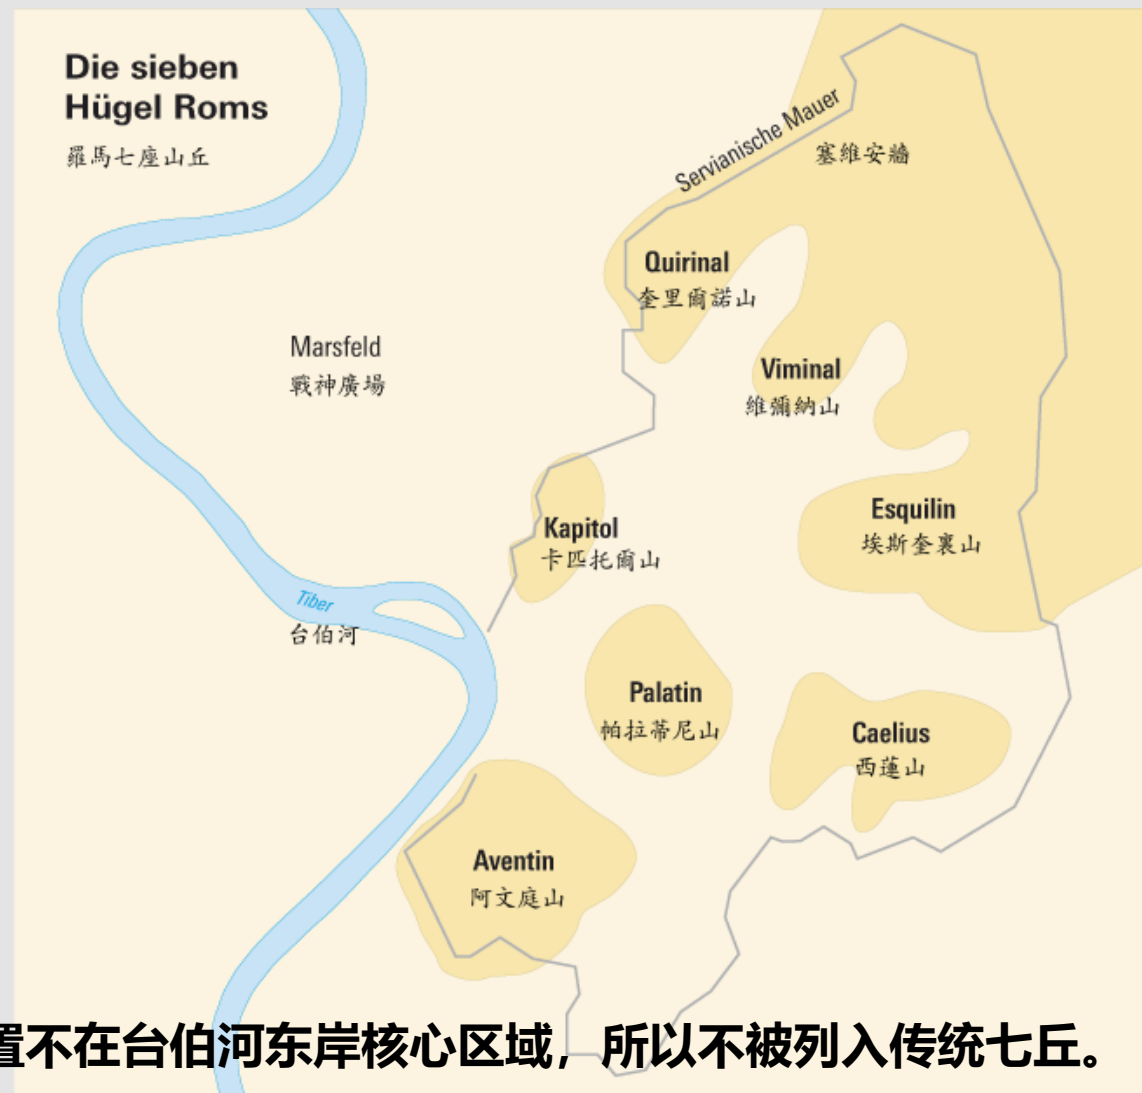 Die sieben
Hügel Roms
羅馬七座山丘
Servianische Mauer
塞維安牆
Quirinal
奎里爾諾山
Marsfeld
戰神廣場
Viminal
維彌納山
Kapitol
卡匹托爾山
Esquilin
埃斯奎裏山
Tiber
台伯河
Palatin
帕拉蒂尼山
Caelius
西蓮山
Aventin
阿文庭山
置不在台伯河东岸核心区域，所以不被列入传统七丘。